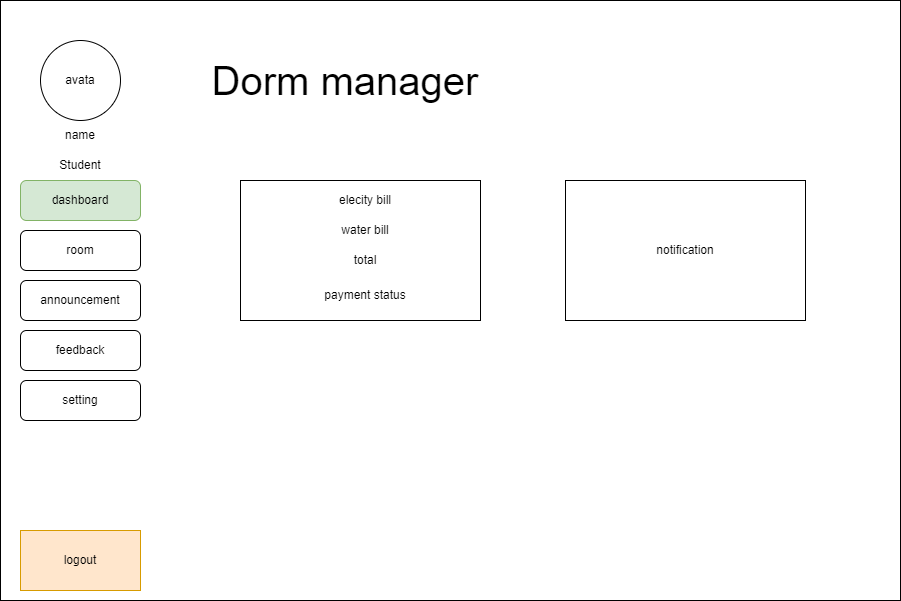 avata
name
Student
dashboard
room
announcement
feedback
setting
logout
Dorm manager
elecity bill
water bill
total
payment status
notification